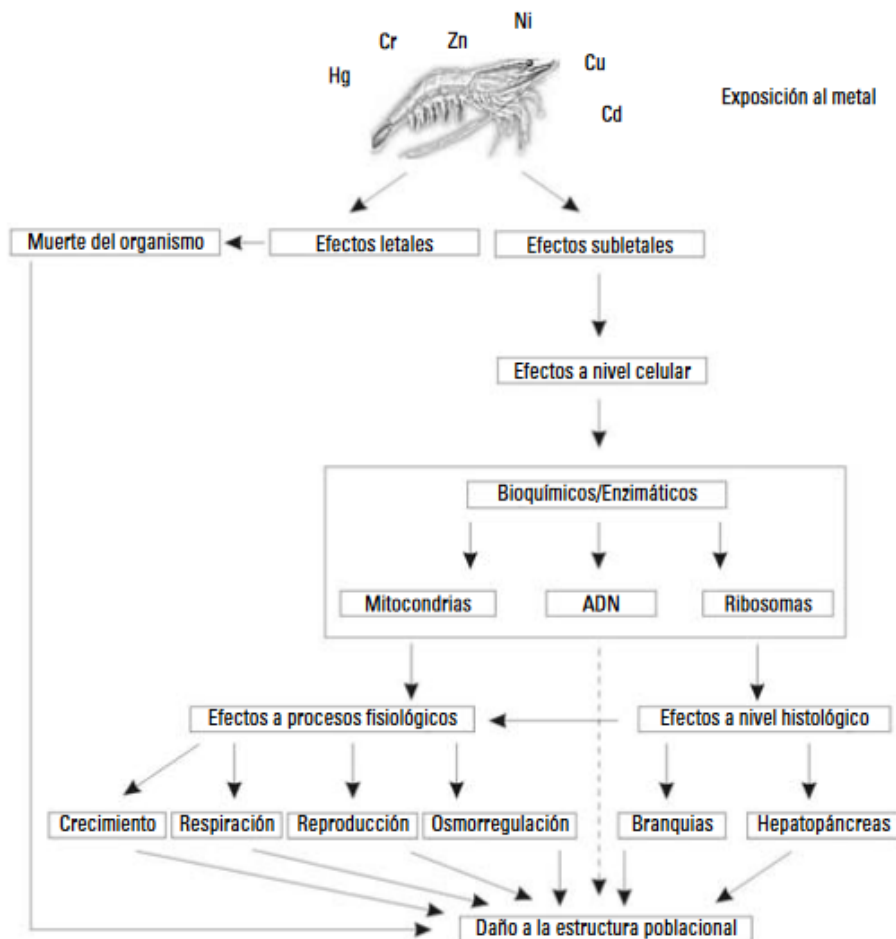 Ni
Cr
Zn
Cu
Hg
Cd
Exposición al metal
Muerte del organismo
Efectos letales
Efectos subletales
Efectos a nivel celular
Bioquímicos/Enzimáticos
Mitocondrias
ADN
Ribosomas
Efectos a procesos fisiológicos
Efectos a nivel histológico
Crecimiento
Respiración
Reproducción
Osmorregulación
Branquias
Hepatopáncreas
Daño a la estructura poblacional